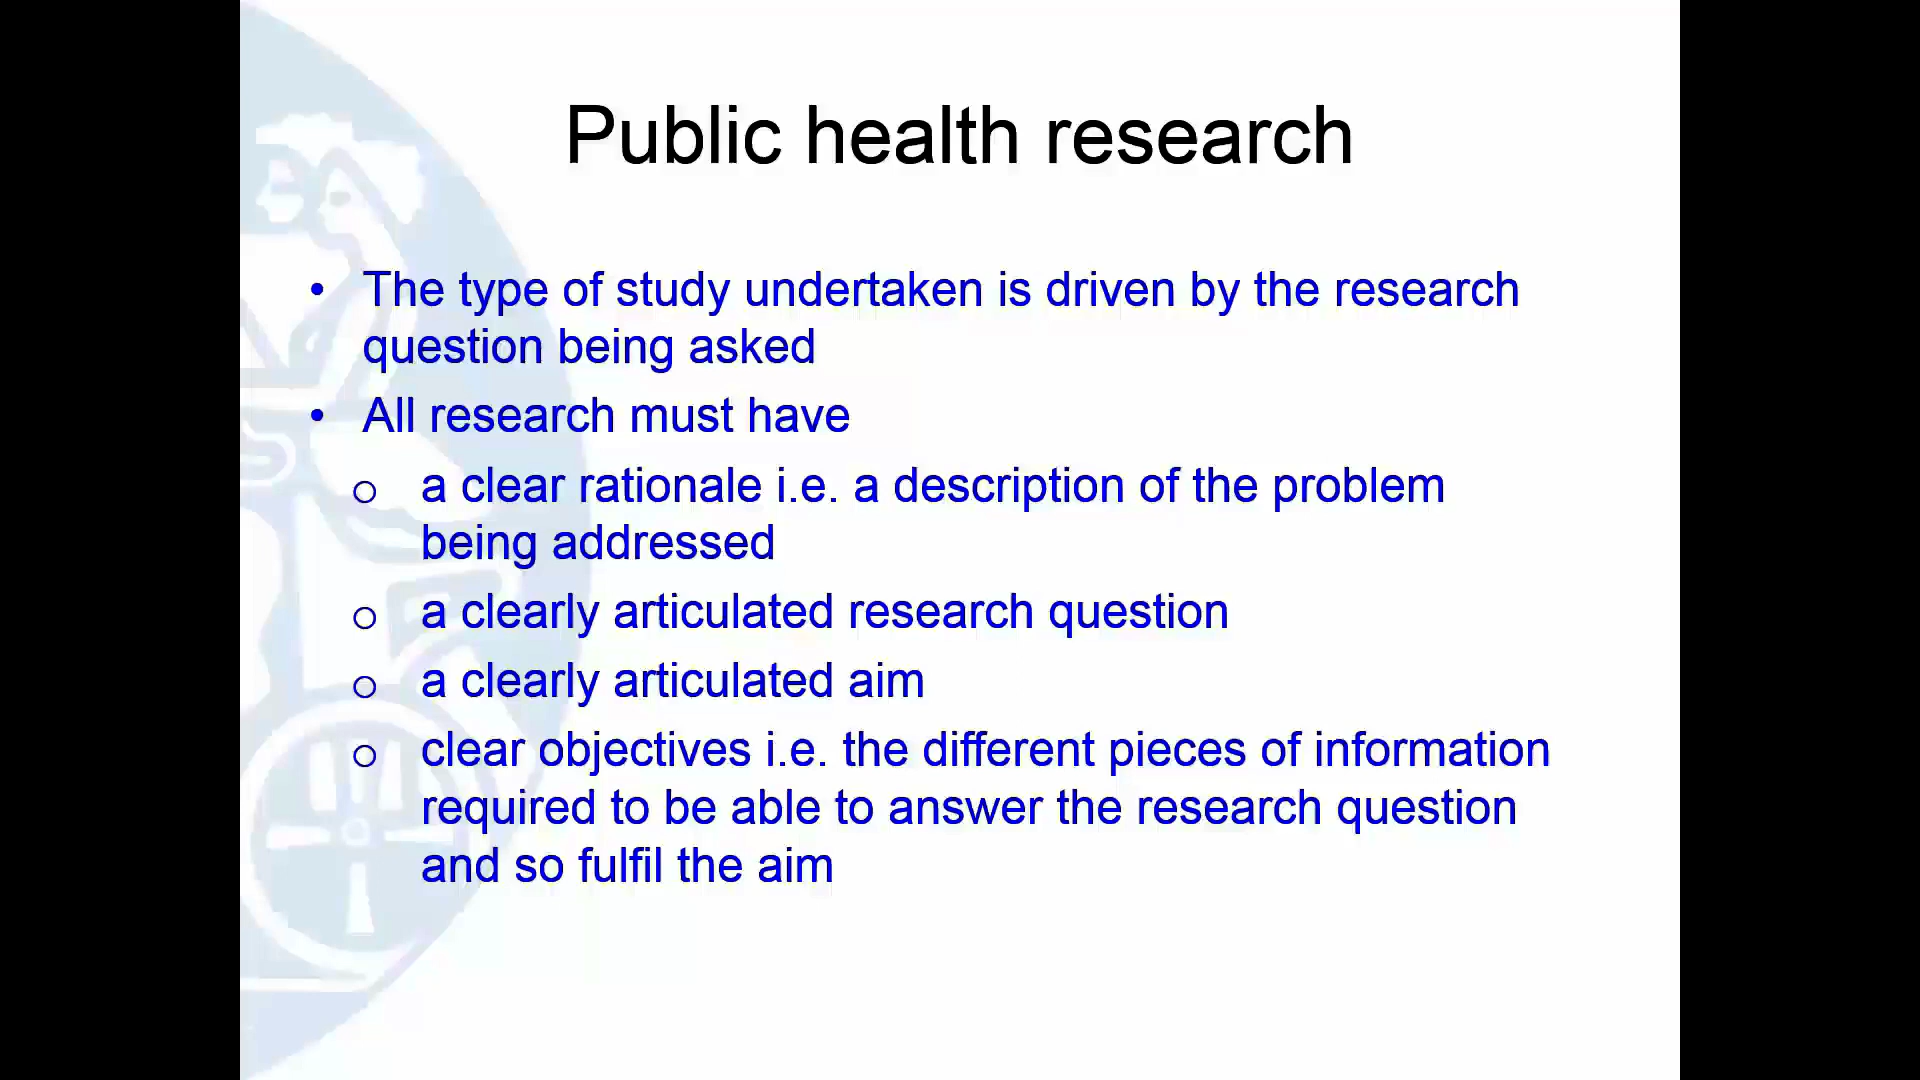 Public health research
• The type of study undertaken is driven by the research
question being asked
• All research must have
o a clear rationale i.e. a description of the problem
being addressed
o a clearly articulated research question
o a clearly articulated aim
o clear objectives i.e. the different pieces of information
required to be able to answer the research question
and so fulfil the aim